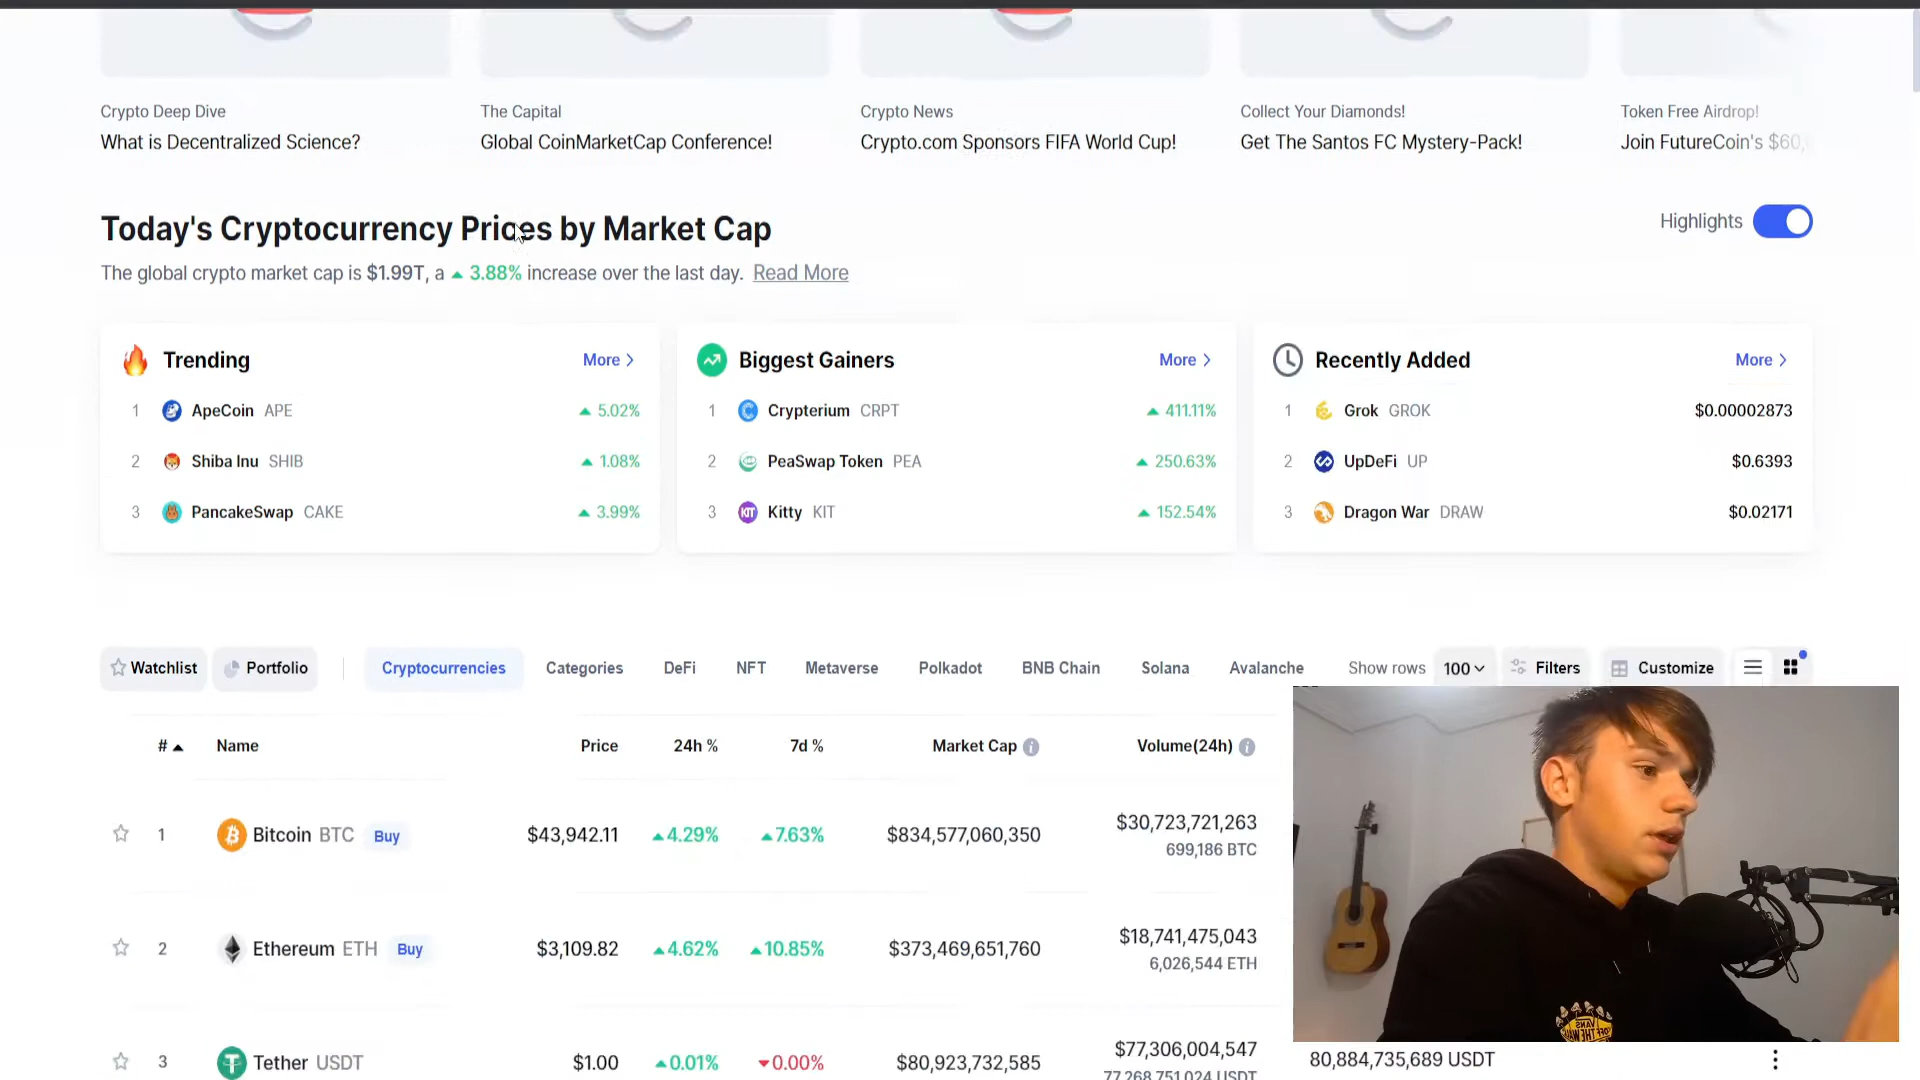 Crypto Deep Dive
What is Decentralized Science?
The Capital
Global CoinMarketCap Conference!
Crypto News
Crypto.com Sponsors FIFA World Cup!
Collect Your Diamonds!
Get The Santos FC Mystery-Pack!
Token Free Airdrop!
Join FutureCoin's $60,
Today's Cryptocurrency Prices by Market Cap
Highlights
The global crypto market cap is $1.99T, a ▲ 3.88% increase over the last day. Read More
Trending More >
1 ApeCoin APE ▲ 5.02%
2 Shiba Inu SHIB ▲ 1.08%
3 PancakeSwap CAKE ▲ 3.99%
Biggest Gainers More >
1 Crypterium CRPT ▲ 411.11%
2 PeaSwap Token PEA ▲ 250.63%
3 Kitty KIT ▲ 152.54%
Recently Added More >
1 Grok GROK $0.00002873
2 UpDeFi UP $0.6393
3 Dragon War DRAW $0.02171
Watchlist Portfolio Cryptocurrencies Categories DeFi NFT Metaverse Polkadot BNB Chain Solana Avalanche Show rows 100 Filters Customize
# ▲ Name Price 24h % 7d % Market Cap Volume(24h)
1 Bitcoin BTC Buy $43,942.11 ▲4.29% ▲7.63% $834,577,060,350 $30,723,721,263
699,186 BTC
2 Ethereum ETH Buy $3,109.82 ▲4.62% ▲10.85% $373,469,651,760 $18,741,475,043
6,026,544 ETH
3 Tether USDT $1.00 ▲0.01% ▼0.00% $80,923,732,585 $77,306,004,547 80,884,735,689 USDT
77,268,751,024 USDT
VANS
"OFF THE WALL"